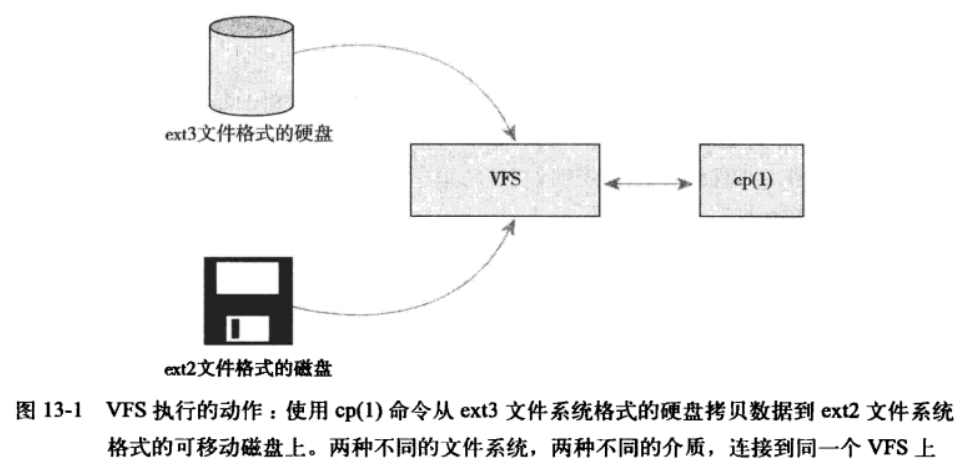 ext3文件格式的硬盘
VFS
cp(1)
ext2文件格式的磁盘
图 13-1 VFS 执行的动作：使用 cp(1) 命令从 ext3 文件系统格式的硬盘拷贝数据到 ext2 文件系统
格式的可移动磁盘上。两种不同的文件系统，两种不同的介质，连接到同一个 VFS 上